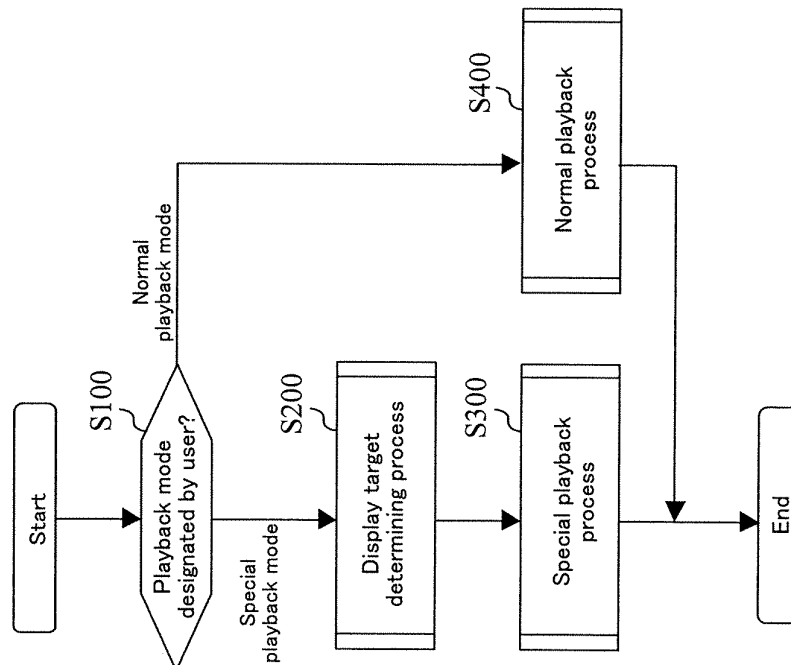 Start
S100
Playback mode
designated by user?
Normal
playback mode
Special
playback mode
S200
Display target
determining process
S300
Special playback
process
S400
Normal playback
process
End